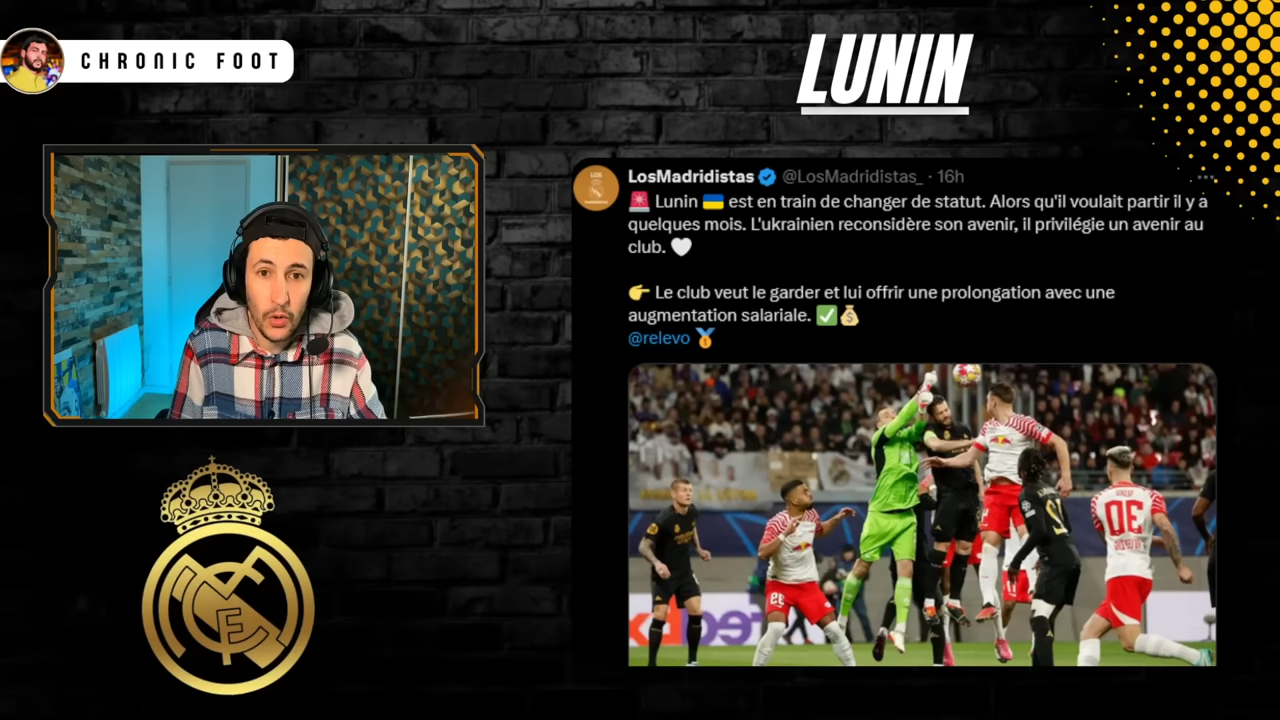 CHRONIC FOOT
LUNIN
LosMadridistas @LosMadridistas_ · 16h
🚨 Lunin 🇺🇦 est en train de changer de statut. Alors qu'il voulait partir il y a
quelques mois. L'ukrainien reconsidère son avenir, il privilégie un avenir au
club. 🤍
👉 Le club veut le garder et lui offrir une prolongation avec une
augmentation salariale. ✅💰
@relevo 🥇